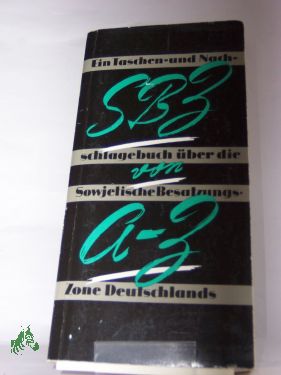 Ein Taschen- und Nach-
SBZ
schlagebuch über die
von
Sowjetische Besatzungs-
A-Z
Zone Deutschlands